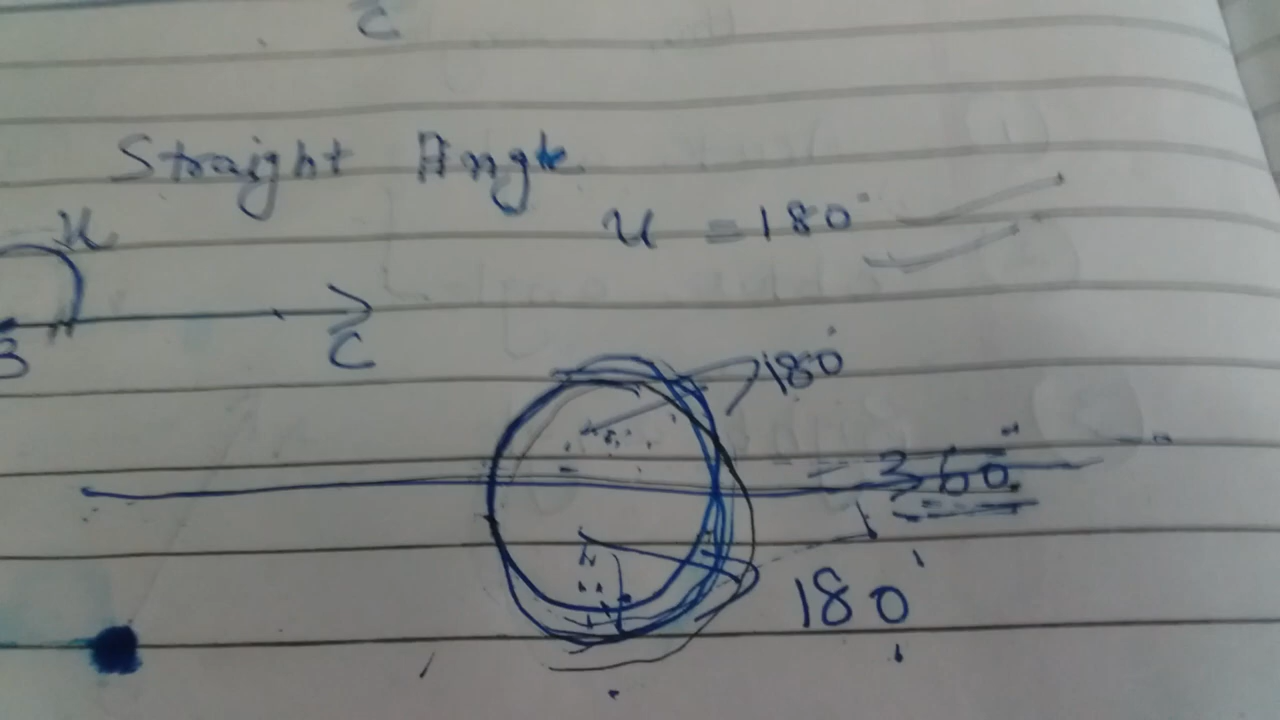 C
Straight Angle
x
u = 180°
B
C
180°
= 360°
180°